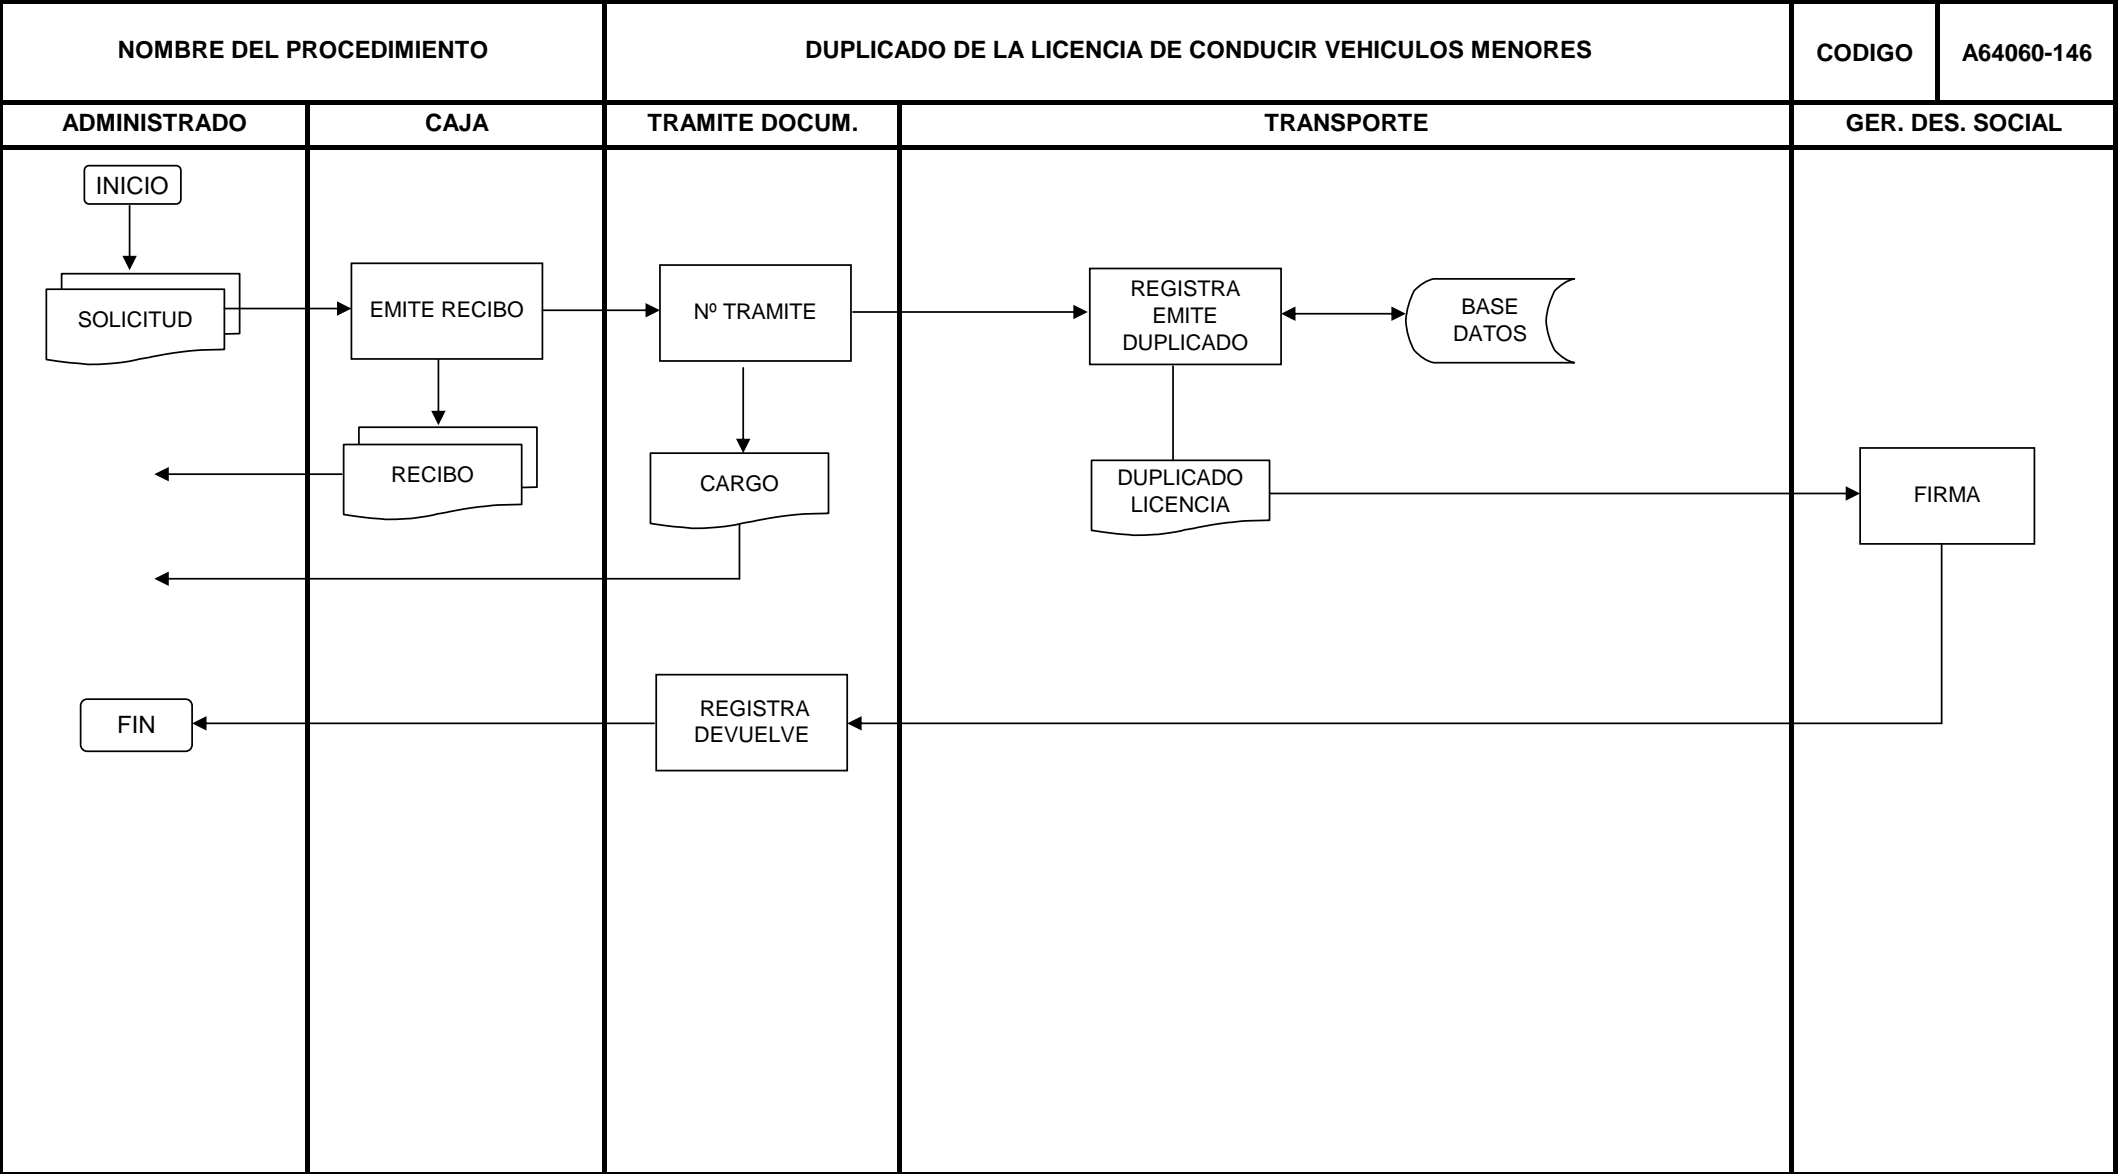 NOMBRE DEL PROCEDIMIENTO
DUPLICADO DE LA LICENCIA DE CONDUCIR VEHICULOS MENORES
CODIGO
A64060-146
ADMINISTRADO
CAJA
TRAMITE DOCUM.
TRANSPORTE
GER. DES. SOCIAL
INICIO
SOLICITUD
EMITE RECIBO
Nº TRAMITE
REGISTRA
EMITE
DUPLICADO
BASE
DATOS
RECIBO
CARGO
DUPLICADO
LICENCIA
FIRMA
FIN
REGISTRA
DEVUELVE